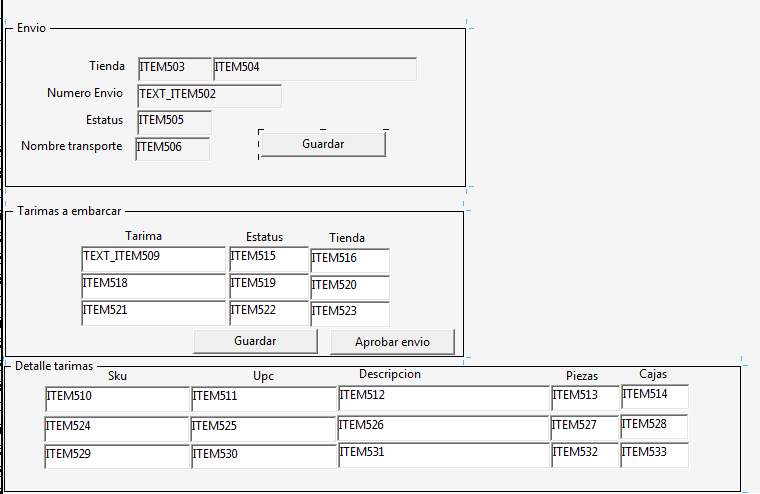 Envio
Tienda ITEM503 ITEM504
Numero Envio TEXT_ITEM502
Estatus ITEM505
Nombre transporte ITEM506 Guardar
Tarimas a embarcar
Tarima Estatus Tienda
TEXT_ITEM509 ITEM515 ITEM516
ITEM518 ITEM519 ITEM520
ITEM521 ITEM522 ITEM523
Guardar Aprobar envio
Detalle tarimas
Sku Upc Descripcion Piezas Cajas
ITEM510 ITEM511 ITEM512 ITEM513 ITEM514
ITEM524 ITEM525 ITEM526 ITEM527 ITEM528
ITEM529 ITEM530 ITEM531 ITEM532 ITEM533